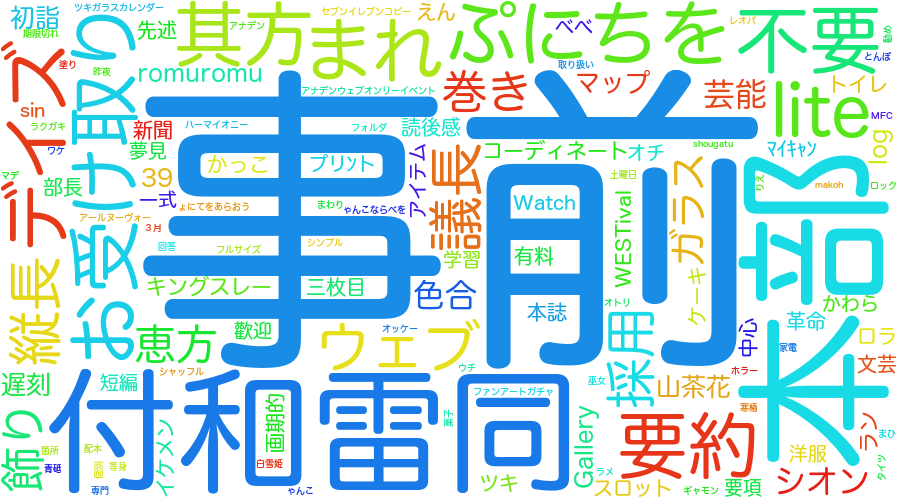 初詣
ツキガラスカレンダー
期限切れ
お受け取り
先述
アナデン
其方
まれ
セブンイレブンコピー
えん
べべ
ぷにちを
不要
レオパ
勧め
とんぼ
塗り
昨夜
romuromu
巻き
マップ
取り扱い
芸能
トイレ
ディズ
sin
ラクガキ
ワケ
新聞
夢見
ハーマイオニー
アナデンウェブオンリーイベント
フォルダ
読後感
lite
MFC
log
事前
かっこ
プリント
コーディネート
オチ
shougatu
マイキャン
マデ
部長
39
一式
ょにてをあらおう
まわり
ゃんこならべを
アイテム
議長
Watch
土曜日
ガラス
りえ
makoh
ロック
本部
アールヌーヴォー
3月
回答
フルサイズ
シンプル
学習
有料
WESTival
縦長
キングスレー
三枚目
色合
本誌
オトリ
ケーキ
かわら
恵方
歡迎
ウェブ
オッケー
採用
中心
革命
家電
ロラ
遅刻
短編
シャッフル
ウチ
ホラー
文芸
付和雷同
ファンアートガチャ
巫女
山茶花
飾り
イケメン
画期的
栗子
Gallery
要約
寒椿
ラン
まひ
箇所
配本
青砥
等身
白雪姫
専門
ゃんこ
ツキ
ラメ
スロット
ギャモン
要項
洋服
シオン
タイツ